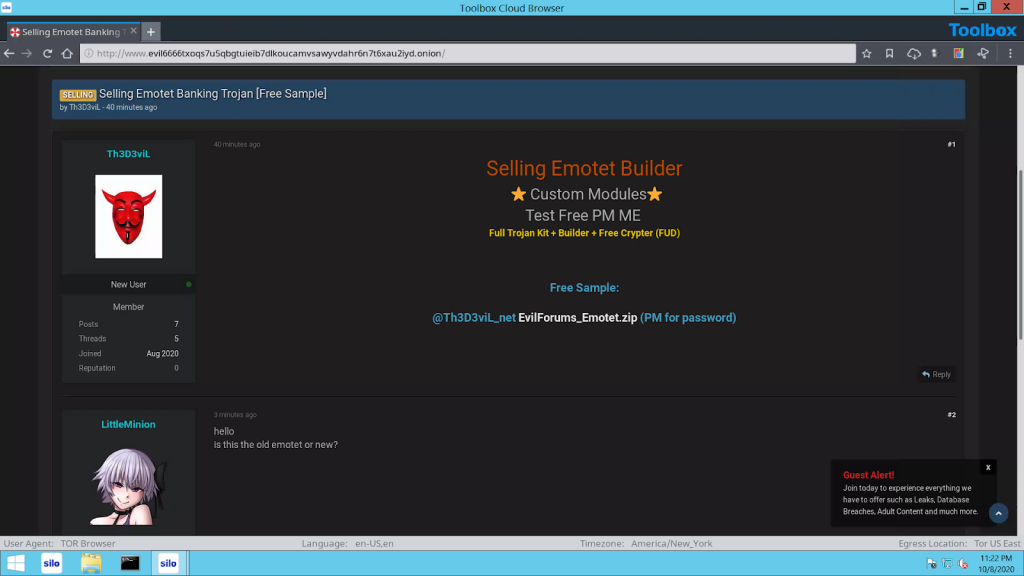 silo
Toolbox Cloud Browser
Selling Emotet Banking T
Toolbox
http://www.evil6666txoqs7u5qbgtuieib7dlkoucamvsawyvdahr6n7t6xau2iyd.onion/
SELLING Selling Emotet Banking Trojan [Free Sample]
by Th3D3viL - 40 minutes ago
Th3D3viL
New User
Member
Posts 7
Threads 5
Joined Aug 2020
Reputation 0
40 minutes ago
#1
Selling Emotet Builder
⭐ Custom Modules⭐
Test Free PM ME
Full Trojan Kit + Builder + Free Crypter (FUD)
Free Sample:
@Th3D3viL_net EvilForums_Emotet.zip (PM for password)
Reply
LittleMinion
3 minutes ago
#2
hello
is this the old emotet or new?
x
Guest Alert!
Join today to experience everything we
have to offer such as Leaks, Database
Breaches, Adult Content and much more.
User Agent: TOR Browser Language: en-US,en Timezone: America/New_York Egress Location: Tor US East
silo
silo
11:22 PM
10/8/2020